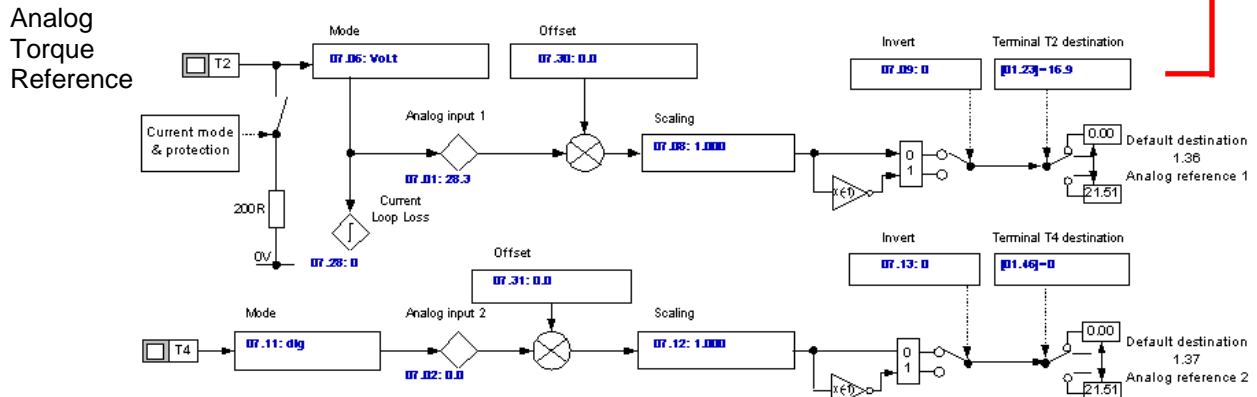 Analog
Torque
Reference
Mode
Offset
Invert
Terminal T2 destination
T2
07.06: VoLt
07.30: 0.0
07.09: 0
[01.23]=16.9
Current mode
& protection
Analog input 1
Scaling
07.08: 1.000
07.01: 28.3
0
1
x(-1)
0.00
21.51
Default destination
1.36
Analog reference 1
200R
0V
Current
Loop Loss
07.28: 0
Offset
07.31: 0.0
Invert
Terminal T4 destination
07.13: 0
[01.46]=0
Mode
Analog input 2
Scaling
T4
07.11: dig
07.02: 0.0
07.12: 1.000
0
1
x(-1)
0.00
21.51
Default destination
1.37
Analog reference 2